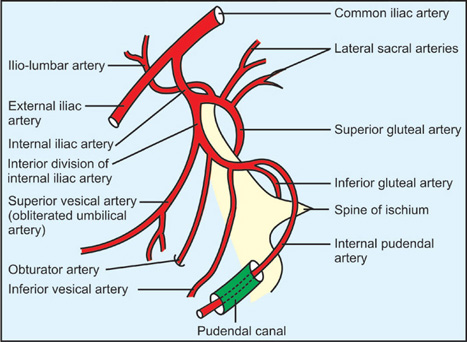 Common iliac artery
Lateral sacral arteries
Ilio-lumbar artery
External iliac
artery
Internal iliac artery
Interior division of
internal iliac artery
Superior vesical artery
(obliterated umbilical
artery)
Obturator artery
Inferior vesical artery
Superior gluteal artery
Inferior gluteal artery
Spine of ischium
Internal pudendal
artery
Pudendal canal